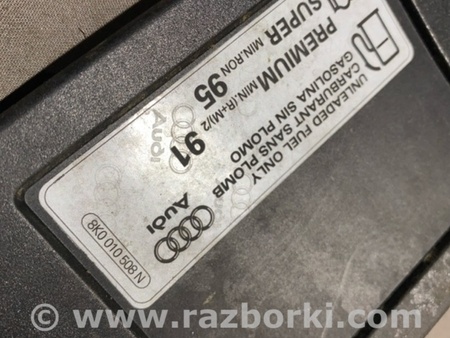 SUPER MIN.RON 95
PREMIUM MIN (R+M)/2 91
UNLEADED FUEL ONLY
CARBURANT SANS PLOMB
GASOLINA SIN PLOMO
Audi
Audi
8K0 010 508 N
© www.razborki.com